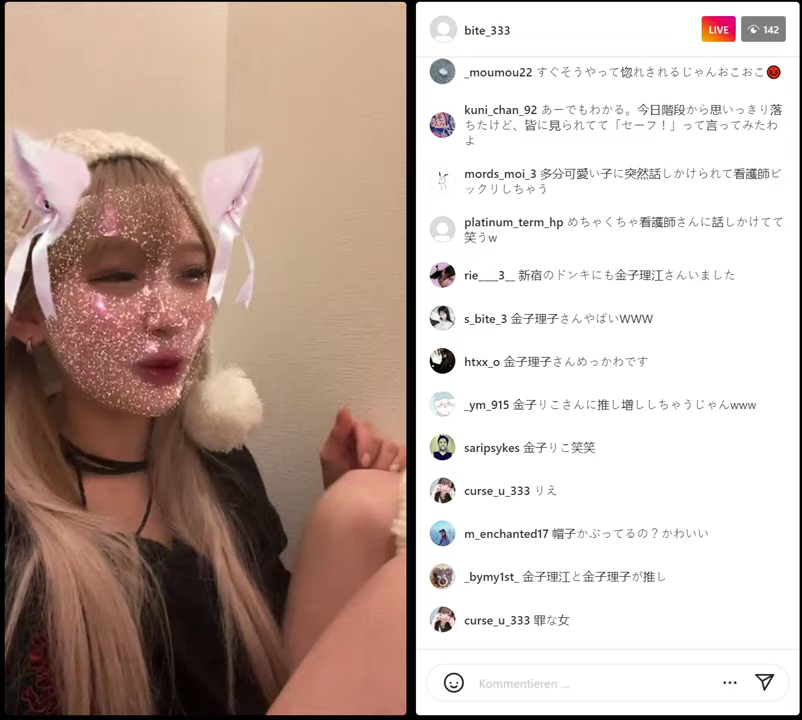 bite_333
LIVE
142
_moumou22 すぐそうやって惚れされるじゃんおこおこ
kuni_chan_92 あーでもわかる。今日階段から思いっきり落
ちたけど、皆に見られてて「セーフ！」って言ってみたわ
よ
mords_moi_3 多分可愛い子に突然話しかけられて看護師ビ
ックリしちゃう
platinum_term_hp めちゃくちゃ看護師さんに話しかけてて
笑うw
rie___3__ 新宿のドンキにも金子理江さんいました
s_bite_3 金子理子さんやばいWWW
htxx_o 金子理子さんめっかわです
_ym_915 金子りこさんに推し増ししちゃうじゃんwww
saripsykes 金子りこ笑笑
curse_u_333 りえ
m_enchanted17 帽子かぶってるの？かわいい
_bymy1st_ 金子理江と金子理子が推し
curse_u_333 罪な女
Kommentieren ...